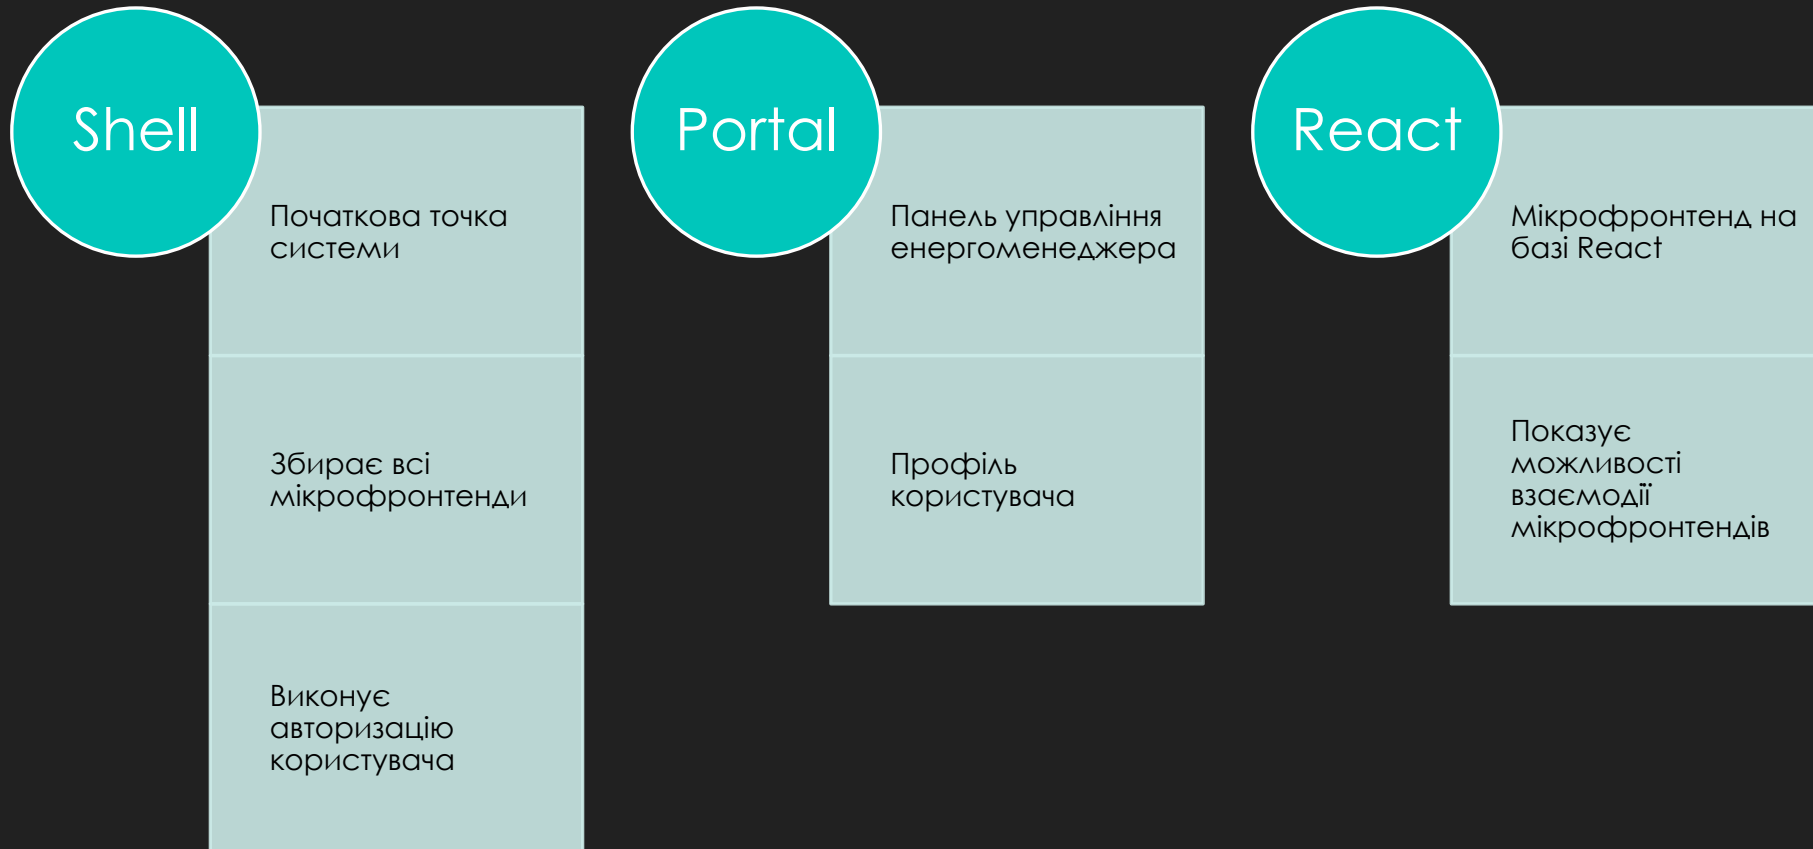 Shell
Початкова точка
системи
Збирає всі
мікрофронтенди
Виконує
авторизацію
користувача
Portal
Панель управління
енергоменеджера
Профіль
користувача
React
Мікрофронтенд на
базі React
Показує
можливості
взаємодії
мікрофронтендів